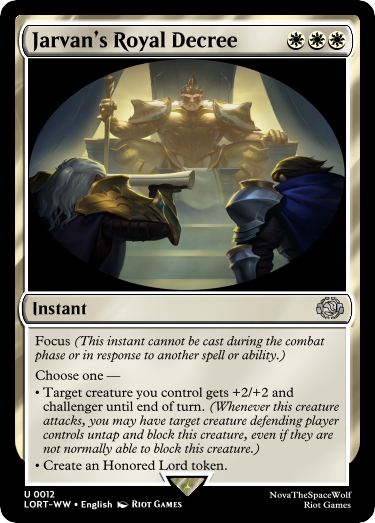 Jarvan's Royal Decree
Instant
Focus (This instant cannot be cast during the combat
phase or in response to another spell or ability.)
Choose one —
• Target creature you control gets +2/+2 and
challenger until end of turn. (Whenever this creature
attacks, you may have target creature defending player
controls untap and block this creature, even if they are
not normally able to block this creature.)
• Create an Honored Lord token.
U 0012
LORT-WW • English RIOT GAMES
NovaTheSpaceWolf
Riot Games